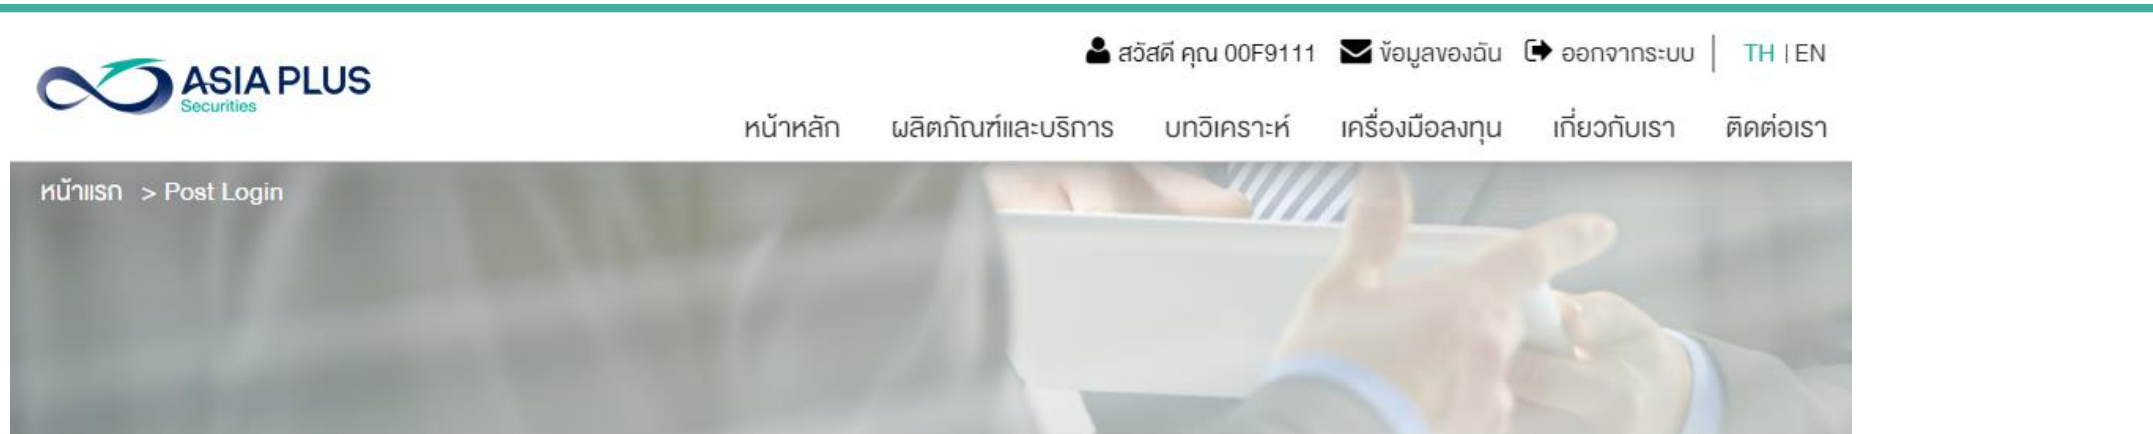 สวัสดี คุณ 00F9111 ข้อมูลของฉัน ออกจากระบบ | TH | EN
ASIA PLUS
Securities
หน้าหลัก ผลิตภัณฑ์และบริการ บทวิเคราะห์ เครื่องมือลงทุน เกี่ยวกับเรา ติดต่อเรา
หน้าแรก > Post Login